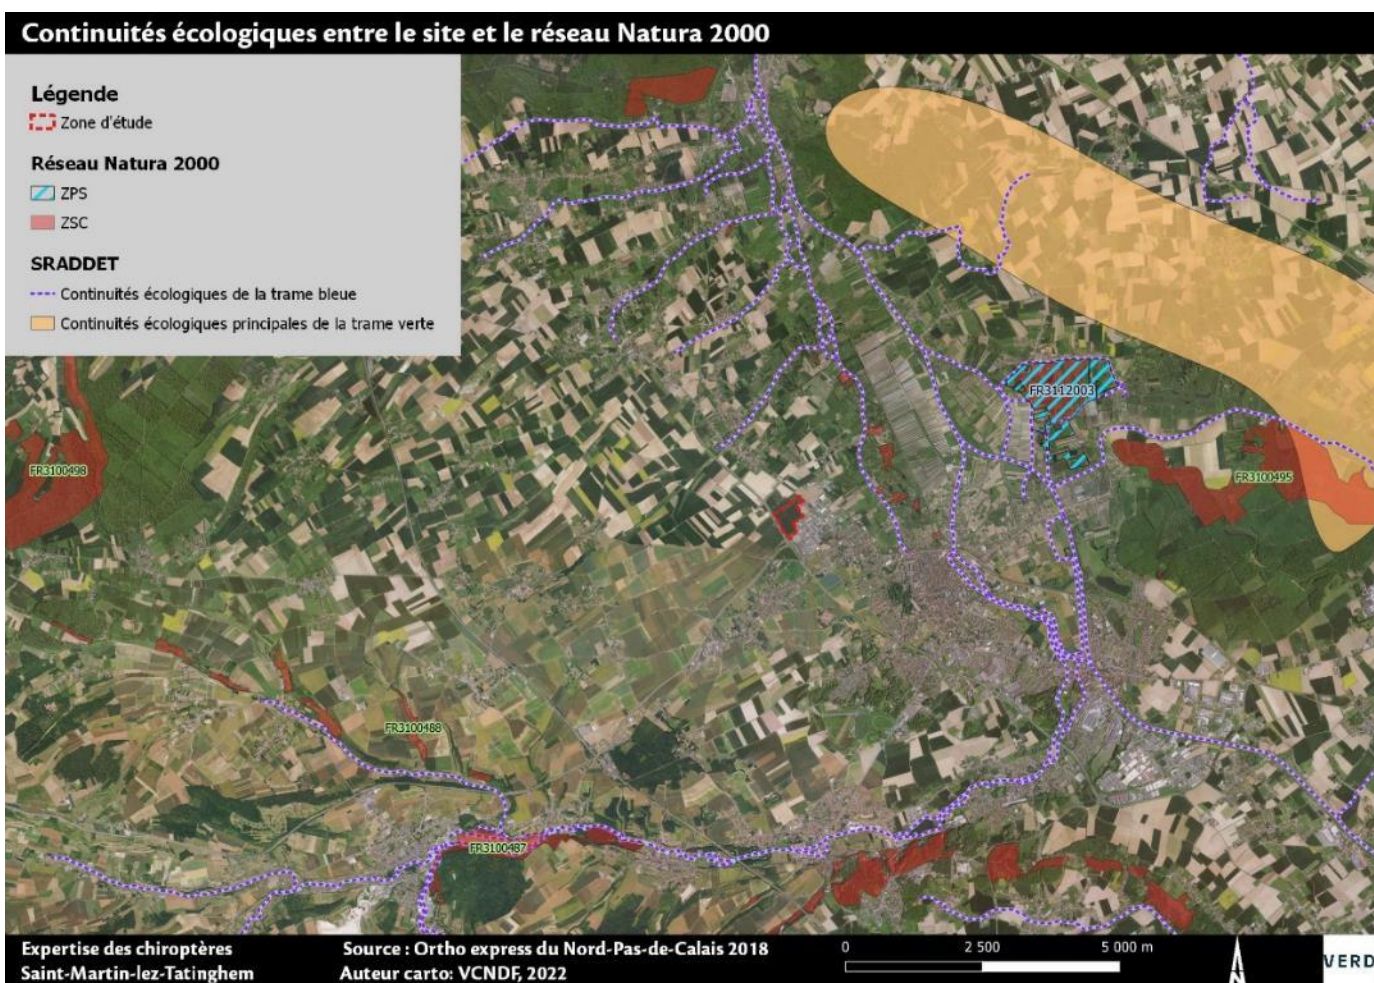 Continuités écologiques entre le site et le réseau Natura 2000
Légende
Zone d'étude
Réseau Natura 2000
ZPS
ZSC
SRADDET
Continuités écologiques de la trame bleue
Continuités écologiques principales de la trame verte
FR3112003
FR3100498
FR3100495
FR3100488
FR3100487
Expertise des chiroptères
Saint-Martin-lez-Tatinghem
Source : Ortho express du Nord-Pas-de-Calais 2018
Auteur carto: VCNDF, 2022
0 2 500 5 000 m
N
VERD